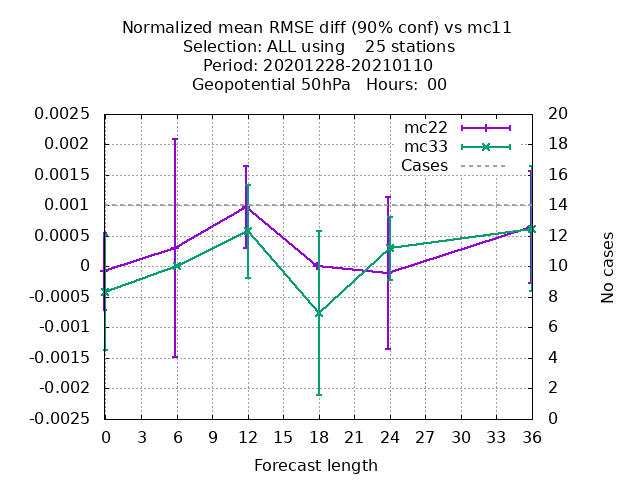 Normalized mean RMSE diff (90% conf) vs mc11
Selection: ALL using    25 stations
Period: 20201228-20210110
Geopotential 50hPa   Hours:  00
0.0025
0.002
0.0015
0.001
0.0005
0
-0.0005
-0.001
-0.0015
-0.002
-0.0025
mc22
mc33
Cases
20
18
16
14
12
10
8
6
4
2
0
No cases
0 3 6 9 12 15 18 21 24 27 30 33 36
Forecast length